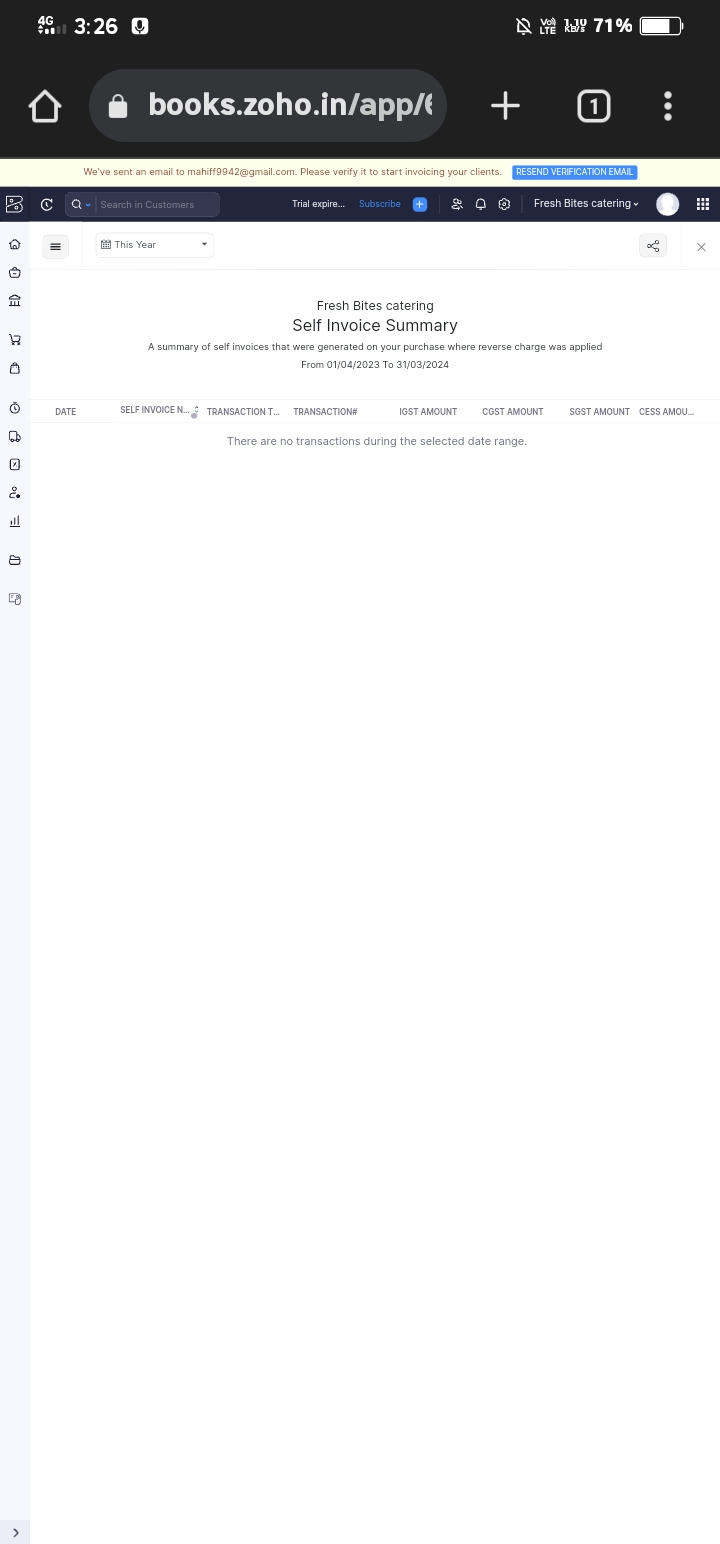 4G 3:26 Vo) LTE 1.10 KB/s 71%
books.zoho.in/app/6 1
We've sent an email to mahiff9942@gmail.com. Please verify it to start invoicing your clients. RESEND VERIFICATION EMAIL
Search in Customers Trial expire... Subscribe Fresh Bites catering
This Year
Fresh Bites catering
Self Invoice Summary
A summary of self invoices that were generated on your purchase where reverse charge was applied
From 01/04/2023 To 31/03/2024
DATE SELF INVOICE N... TRANSACTION T... TRANSACTION# IGST AMOUNT CGST AMOUNT SGST AMOUNT CESS AMOU...
There are no transactions during the selected date range.